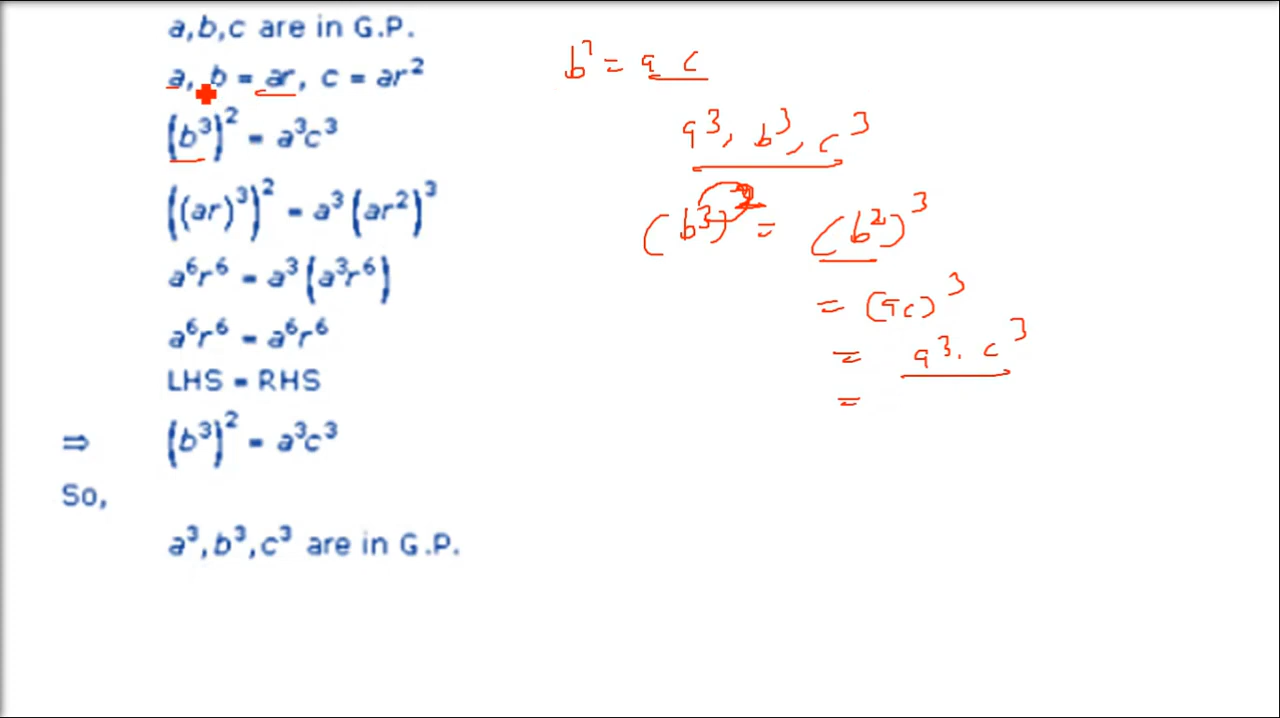 a,b,c are in G.P.
a, b = ar, c = ar²
(b³)² = a³c³
((ar)³)² = a³(ar²)³
a⁶r⁶ = a³(a³r⁶)
a⁶r⁶ = a⁶r⁶
LHS = RHS
⇒ (b³)² = a³c³
So,
a³,b³,c³ are in G.P.
b² = a c
a³, b³, c³
(b³)² = (b²)³
= (ac)³
= a³. c³
=